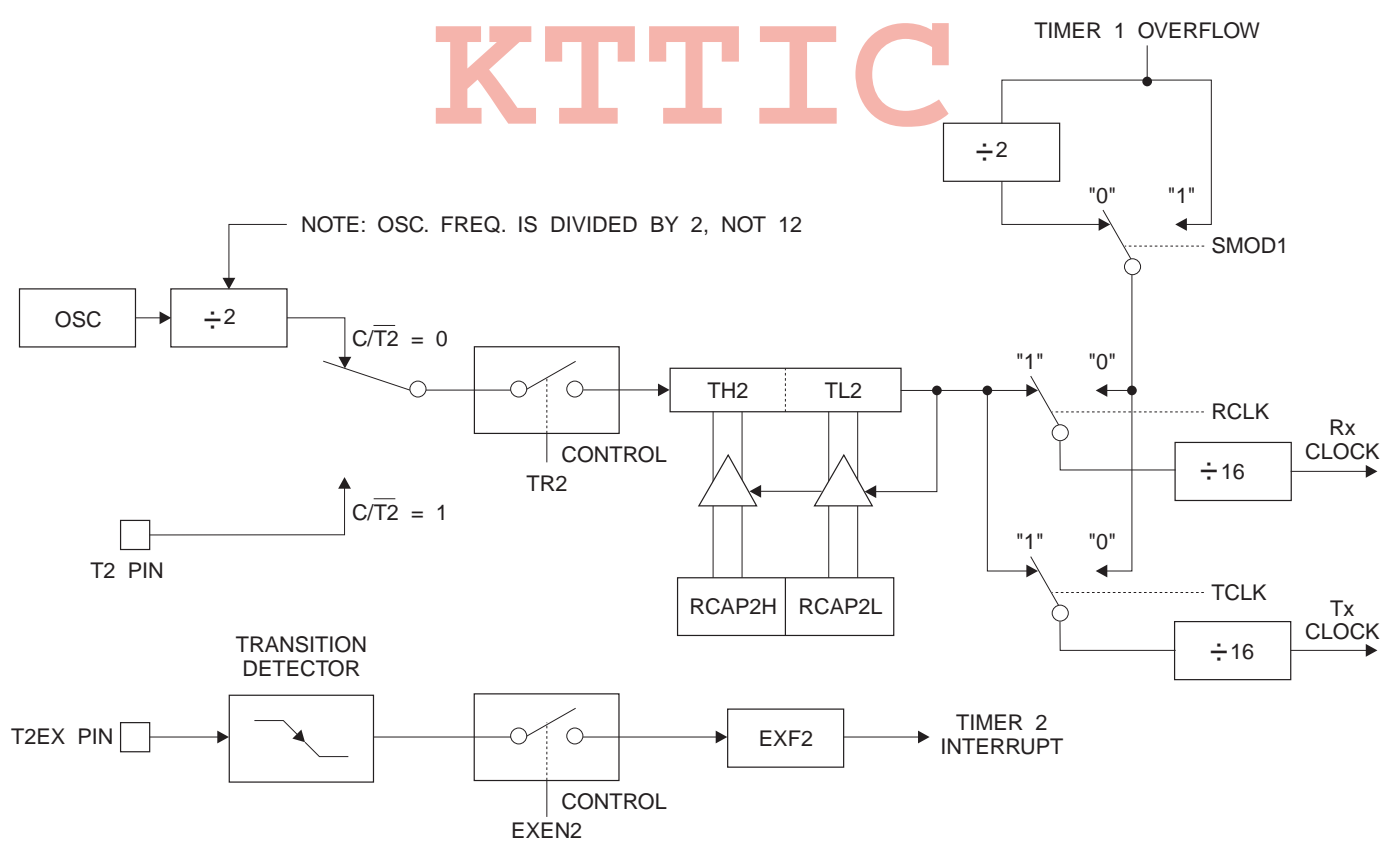 KTTIC
TIMER 1 OVERFLOW
÷2
"0" "1"
NOTE: OSC. FREQ. IS DIVIDED BY 2, NOT 12
SMOD1
OSC
÷2
C/T̅2̅ = 0
"1" "0"
TH2 TL2
RCLK
Rx
CLOCK
CONTROL
TR2
÷16
C/T̅2̅ = 1
"1" "0"
T2 PIN
RCAP2H RCAP2L
TCLK
Tx
CLOCK
÷16
TRANSITION
DETECTOR
T2EX PIN
EXF2
TIMER 2
INTERRUPT
CONTROL
EXEN2